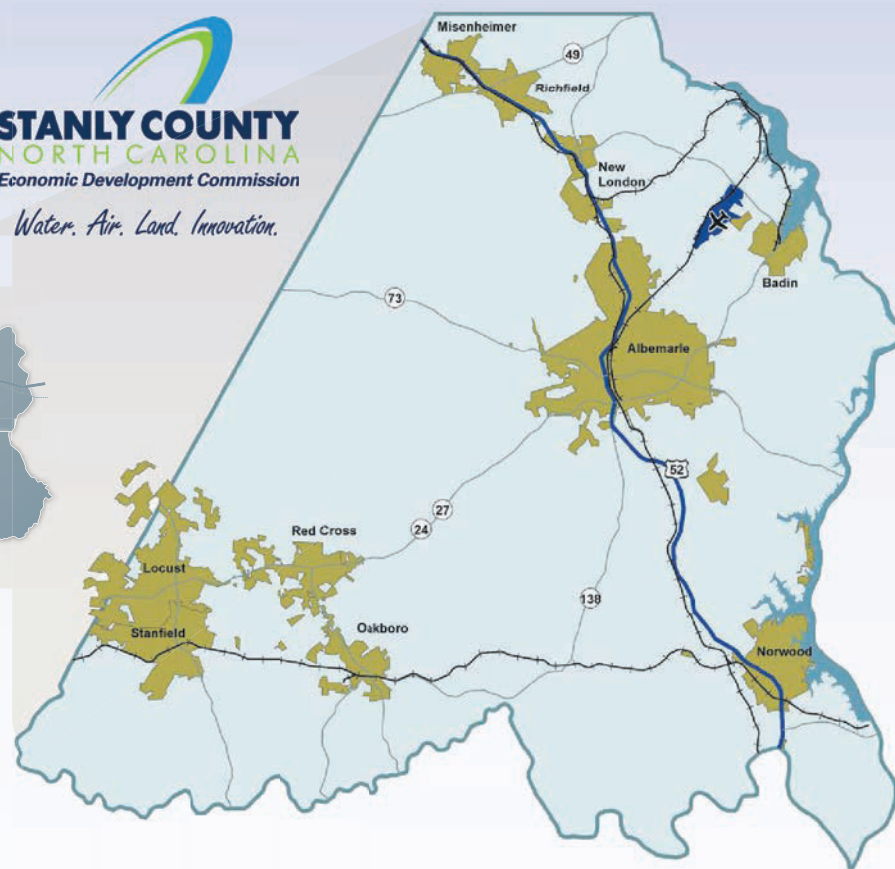 STANLY COUNTY
NORTH CAROLINA
Economic Development Commission
Water. Air. Land. Innovation.
Misenheimer
49
Richfield
New
London
Badin
73
Albemarle
52
27
24
Red Cross
Locust
138
Oakboro
Stanfield
Norwood